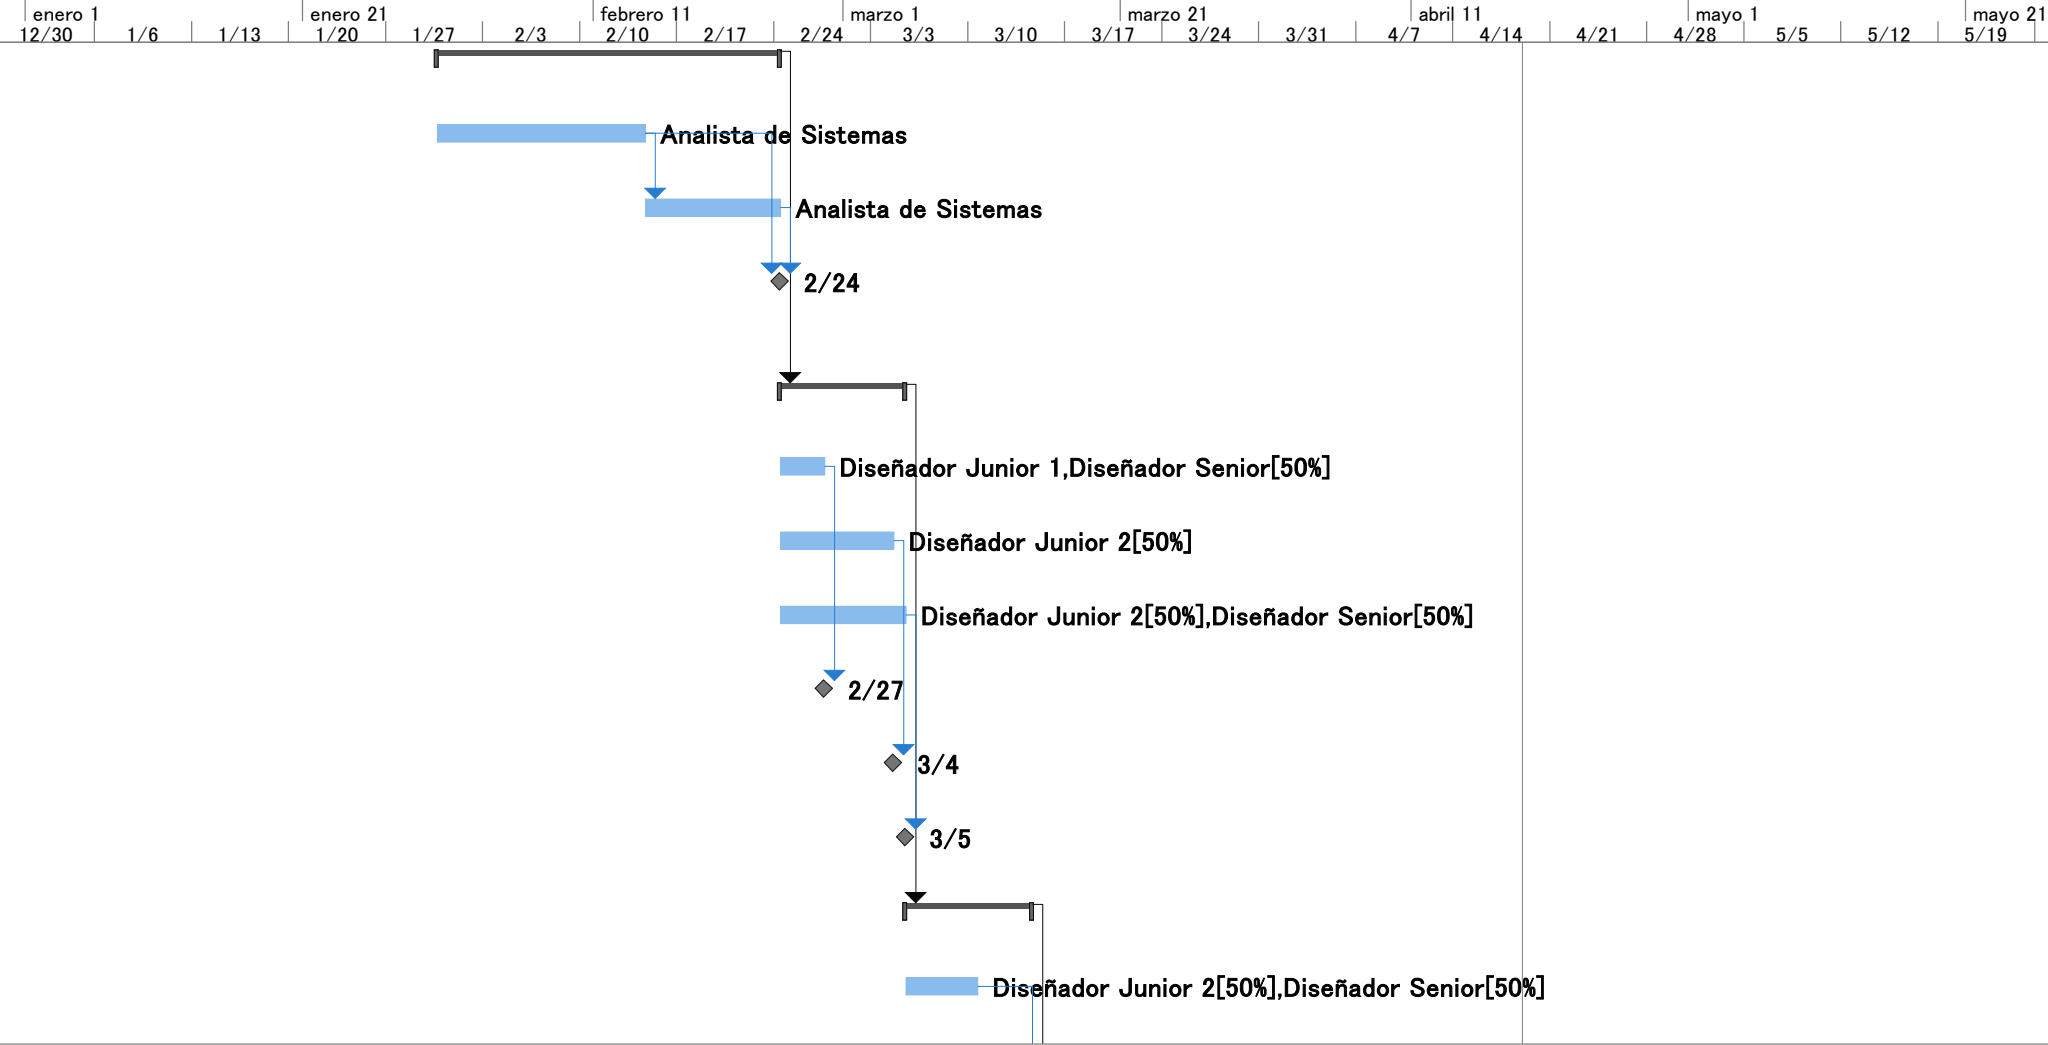 enero 1 enero 21 febrero 11 marzo 1 marzo 21 abril 11 mayo 1 mayo 21
12/30 1/6 1/13 1/20 1/27 2/3 2/10 2/17 2/24 3/3 3/10 3/17 3/24 3/31 4/7 4/14 4/21 4/28 5/5 5/12 5/19
Analista de Sistemas
Analista de Sistemas
2/24
Diseñador Junior 1,Diseñador Senior[50%]
Diseñador Junior 2[50%]
Diseñador Junior 2[50%],Diseñador Senior[50%]
2/27
3/4
3/5
Diseñador Junior 2[50%],Diseñador Senior[50%]